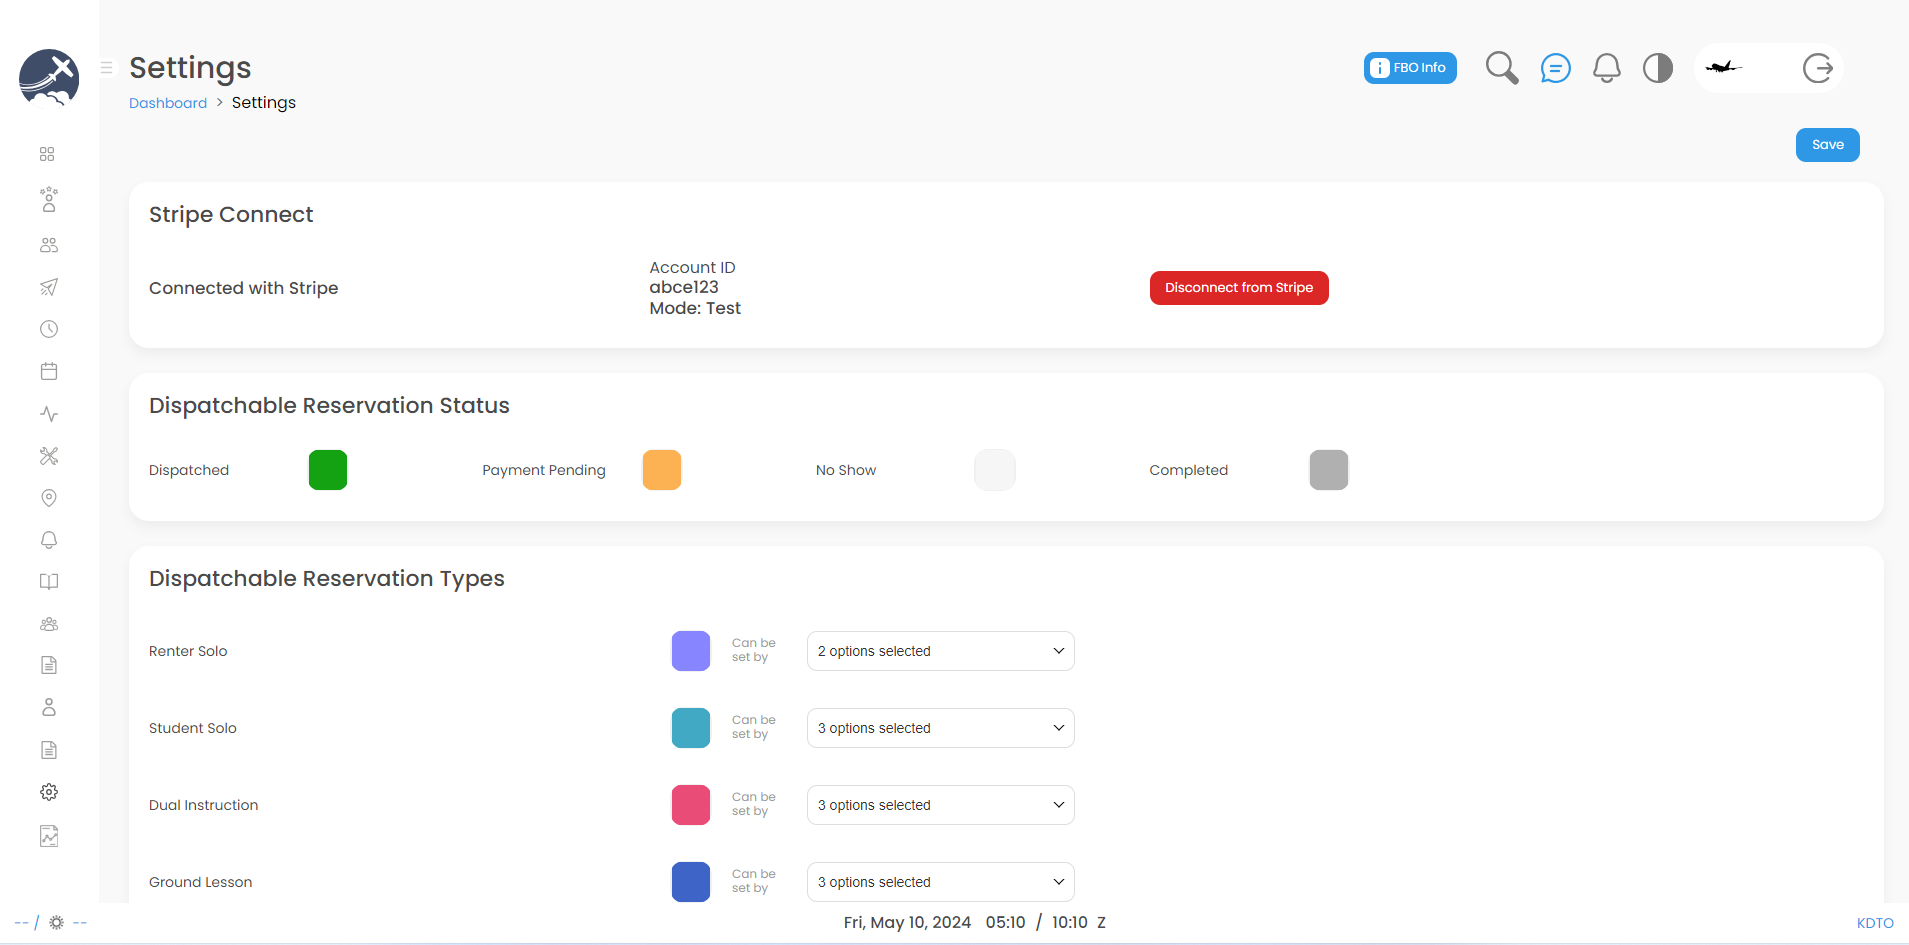 Settings
Dashboard > Settings
FBO Info
Save
Stripe Connect
Connected with Stripe
Account ID
abce123
Mode: Test
Disconnect from Stripe
Dispatchable Reservation Status
Dispatched
Payment Pending
No Show
Completed
Dispatchable Reservation Types
Renter Solo
Can be
set by
2 options selected
Student Solo
Can be
set by
3 options selected
Dual Instruction
Can be
set by
3 options selected
Ground Lesson
Can be
set by
3 options selected
-- / --
Fri, May 10, 2024 05:10 / 10:10 Z
KDTO